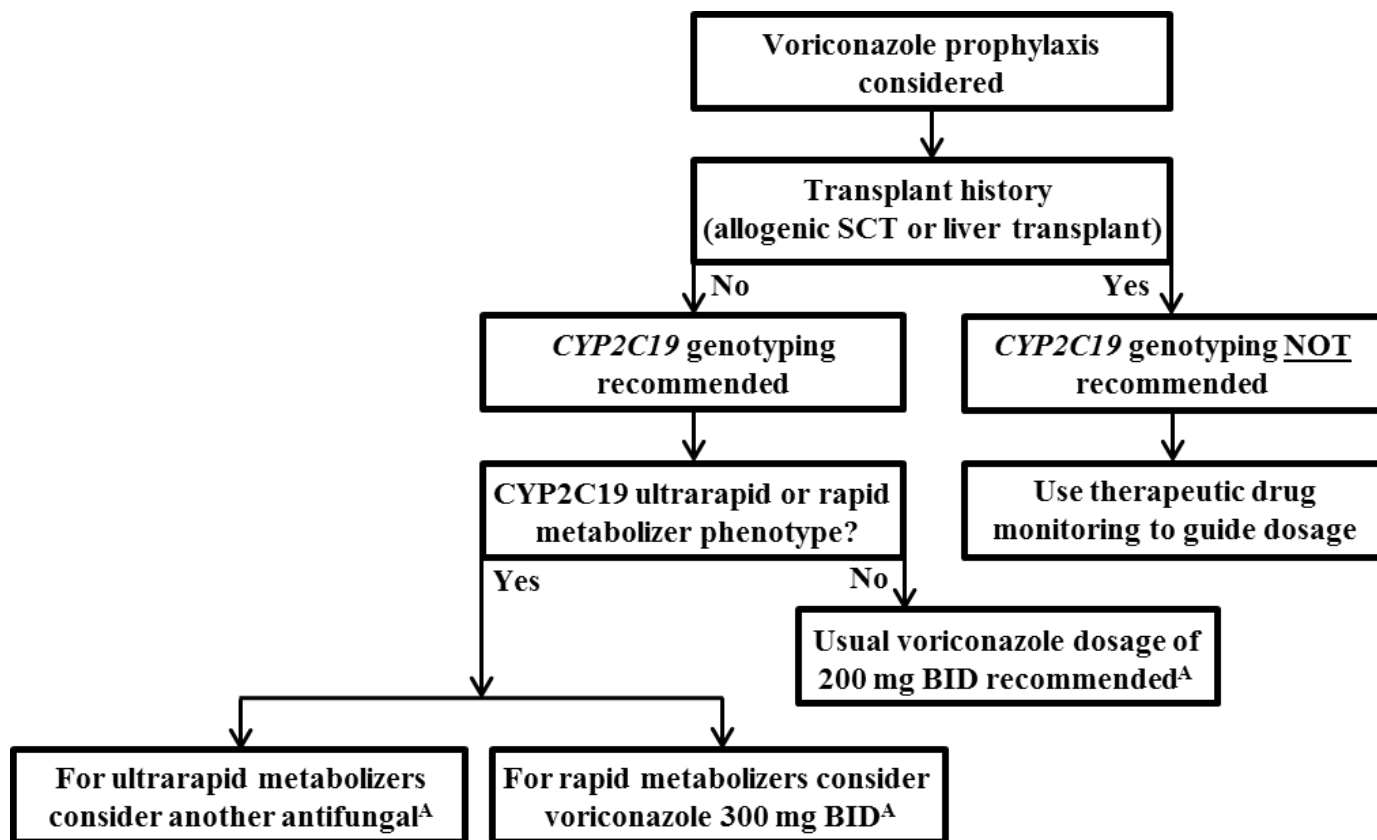 Voriconazole prophylaxis
considered
Transplant history
(allogenic SCT or liver transplant)
No
Yes
CYP2C19 genotyping
recommended
CYP2C19 genotyping NOT
recommended
CYP2C19 ultrarapid or rapid
metabolizer phenotype?
Use therapeutic drug
monitoring to guide dosage
Yes
No
Usual voriconazole dosage of
200 mg BID recommendedA
For ultrarapid metabolizers
consider another antifungalA
For rapid metabolizers consider
voriconazole 300 mg BIDA